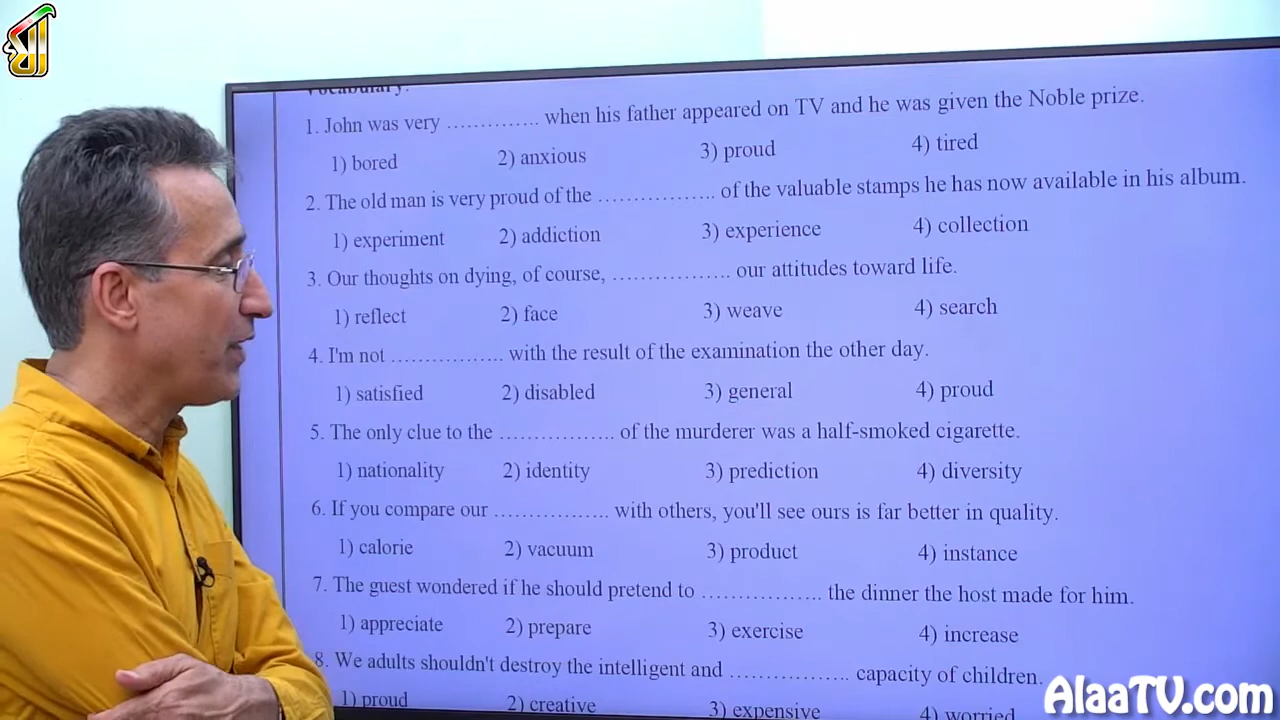 Vocabulary:
1. John was very .............. when his father appeared on TV and he was given the Noble prize.
1) bored 2) anxious 3) proud 4) tired
2. The old man is very proud of the ................. of the valuable stamps he has now available in his album.
1) experiment 2) addiction 3) experience 4) collection
3. Our thoughts on dying, of course, ................. our attitudes toward life.
1) reflect 2) face 3) weave 4) search
4. I'm not ................ with the result of the examination the other day.
1) satisfied 2) disabled 3) general 4) proud
5. The only clue to the ................. of the murderer was a half-smoked cigarette.
1) nationality 2) identity 3) prediction 4) diversity
6. If you compare our ................. with others, you'll see ours is far better in quality.
1) calorie 2) vacuum 3) product 4) instance
7. The guest wondered if he should pretend to ................. the dinner the host made for him.
1) appreciate 2) prepare 3) exercise 4) increase
8. We adults shouldn't destroy the intelligent and ................. capacity of children.
1) proud 2) creative 3) expensive 4) worried
AlaaTV.com